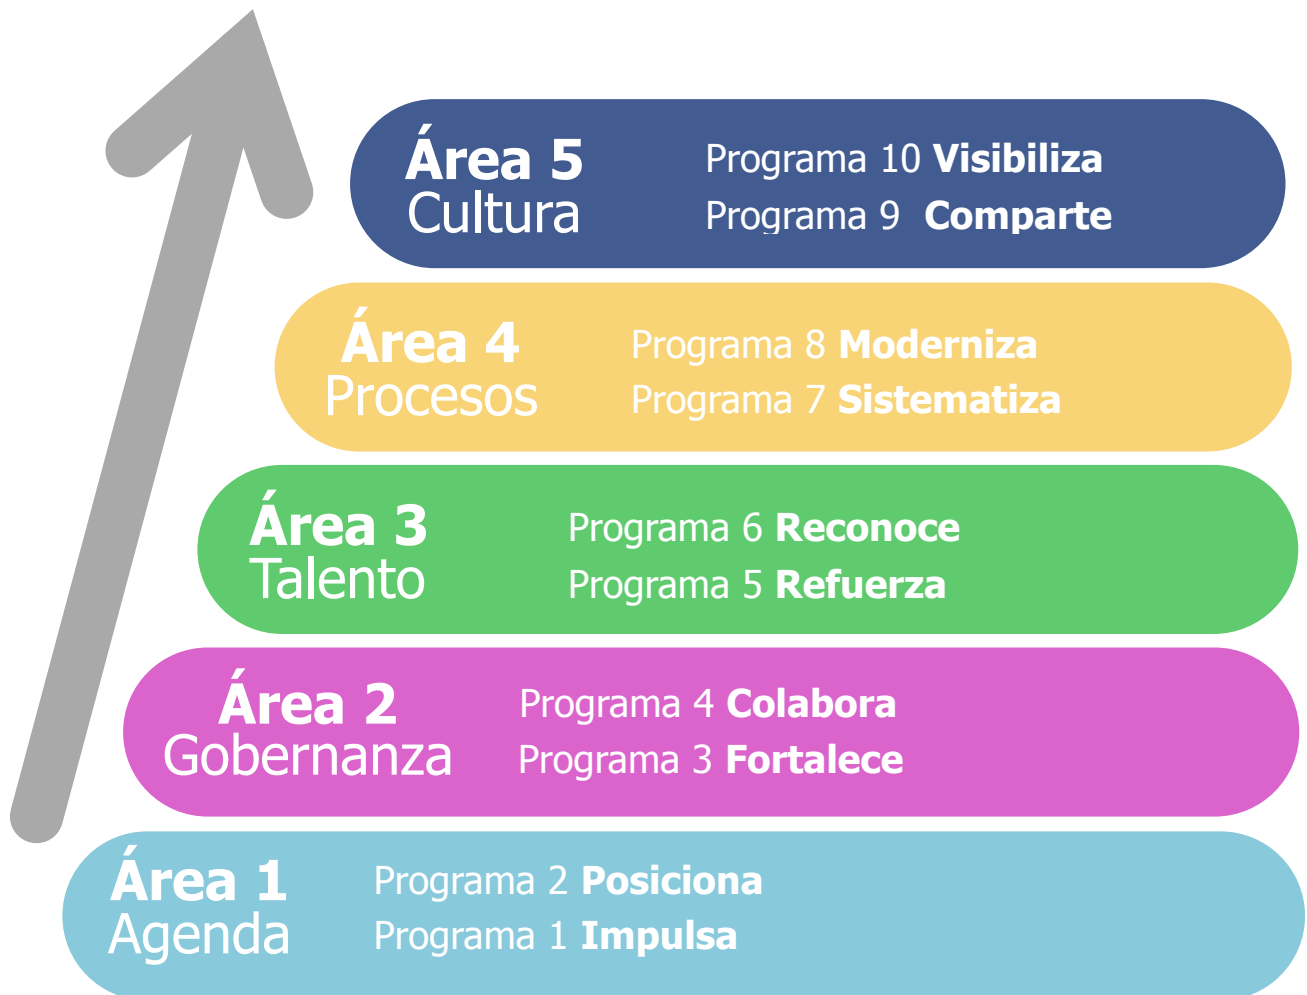 Área 5
Cultura
Programa 10 Visibiliza
Programa 9 Comparte
Área 4
Procesos
Programa 8 Moderniza
Programa 7 Sistematiza
Área 3
Talento
Programa 6 Reconoce
Programa 5 Refuerza
Área 2
Gobernanza
Programa 4 Colabora
Programa 3 Fortalece
Área 1
Agenda
Programa 2 Posiciona
Programa 1 Impulsa